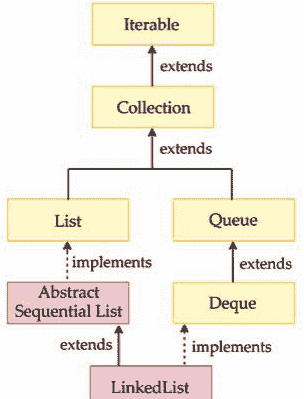 Iterable
extends
Collection
extends
List
Queue
implements
extends
Abstract
Sequential List
Deque
extends
implements
LinkedList